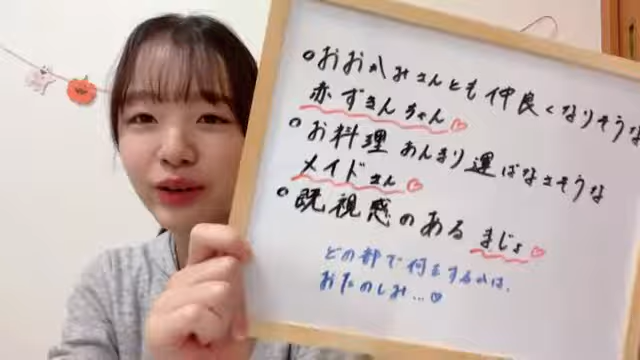 おおかみさんとも仲良くなりそうな
赤ずきんちゃん♡
お料理あんまり運ばなさそうな
メイドさん♡
既視感のあるまじょ♡
どの部で何をするかは、
おたのしみ…♡